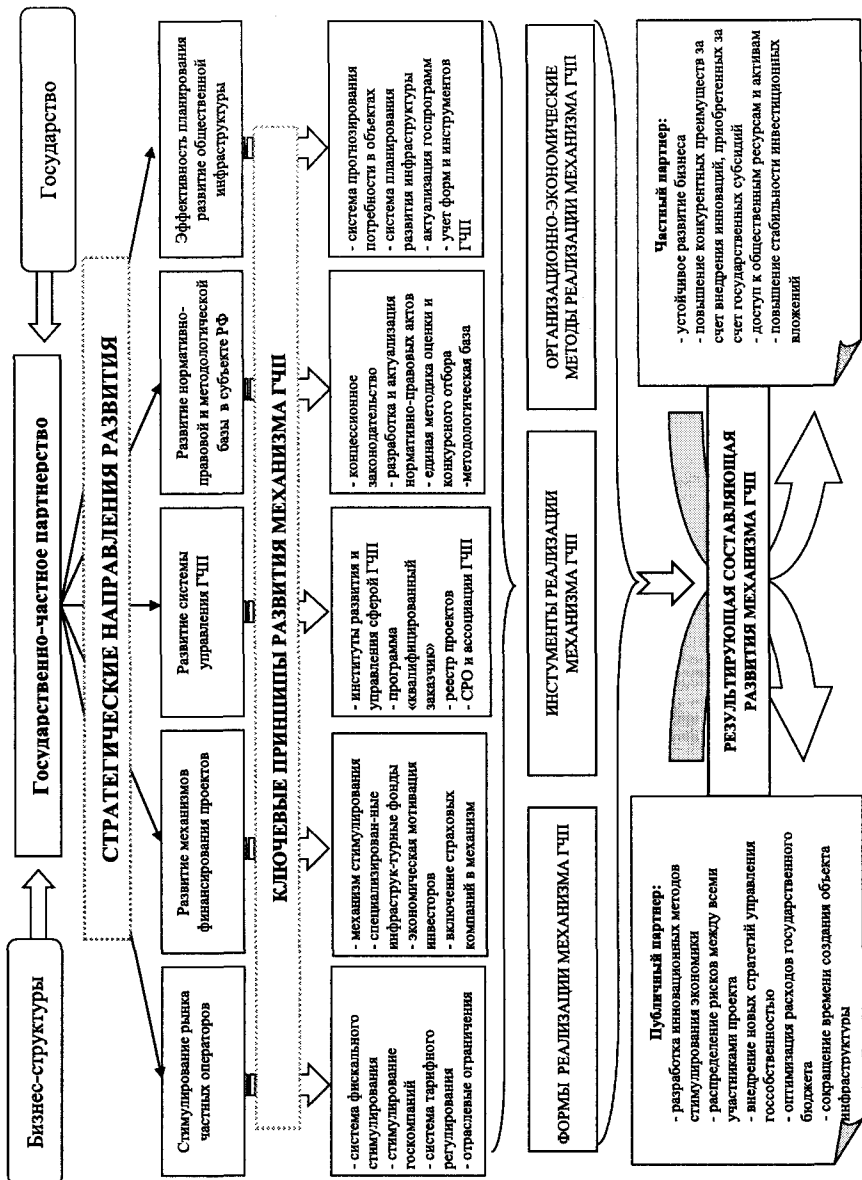 Бизнес-структуры
Государственно-частное партнерство
Государство
СТРАТЕГИЧЕСКИЕ НАПРАВЛЕНИЯ РАЗВИТИЯ
Стимулирование рынка
частных операторов
Развитие механизмов
финансирования проектов
Развитие системы
управления ГЧП
Развитие нормативно-
правовой и методологической
базы в субъекте РФ
Эффективность планирования
развитие общественной
инфраструктуры
КЛЮЧЕВЫЕ ПРИНЦИПЫ РАЗВИТИЯ МЕХАНИЗМА ГЧП
- система фискального
стимулирования
- стимулирование
госкомпаний
- система тарифного
регулирования
- отраслевые ограничения
- механизм стимулирования
- специализирован-ные
инфраструк-турные фонды
- экономическая мотивация
инвесторов
- включение страховых
компаний в механизм
- институты развития и
управления сферой ГЧП
- программа
«квалифицированный
заказчик»
- реестр проектов
- СРО и ассоциации ГЧП
- концессионное
законодательство
- разработка и актуализация
нормативно-правовых актов
- единая методика оценки и
конкурсного отбора
-методологическая база
- система прогнозирования
потребности в объектах
- система планирования
развития инфраструктуры
- актуализация госпрограмм
- учет форм и инструментов
ГЧП
ФОРМЫ РЕАЛИЗАЦИИ МЕХАНИЗМА ГЧП
ИНСТУМЕНТЫ РЕАЛИЗАЦИИ
МЕХАНИЗМА ГЧП
ОРГАНИЗАЦИОННО-ЭКОНОМИЧЕСКИЕ
МЕТОДЫ РЕАЛИЗАЦИИ МЕХАНИЗМА ГЧП
Публичный партнер:
- разработка инновационных методов
стимулирования экономики
- распределение рисков между всеми
участниками проекта
- внедрение новых стратегий управления
госсобственностью
- оптимизация расходов государственного
бюджета
- сокращение времени создания объекта
инфраструктуры
РЕЗУЛЬТИРУЮЩАЯ СОСТАВЛЯЮЩАЯ
РАЗВИТИЯ МЕХАНИЗМА ГЧП
Частный партнер:
- устойчивое развитие бизнеса
- повышение конкурентных преимуществ за
счет внедрения инноваций, приобретенных за
счет государственных субсидий
- доступ к общественным ресурсам и активам
- повышение стабильности инвестиционных
вложений